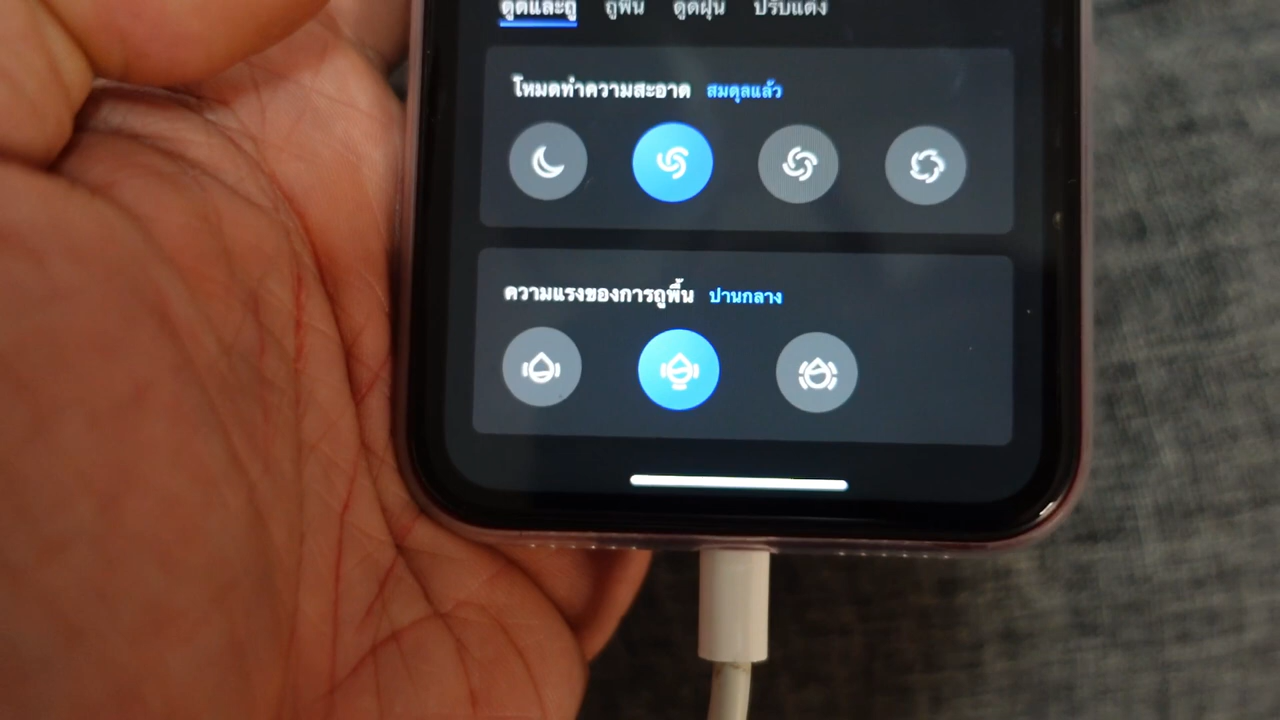 ดูดและถู ถูพื้น ดูดฝุ่น ปรับแต่ง
โหมดทำความสะอาด สมดุลแล้ว
ความแรงของการถูพื้น ปานกลาง